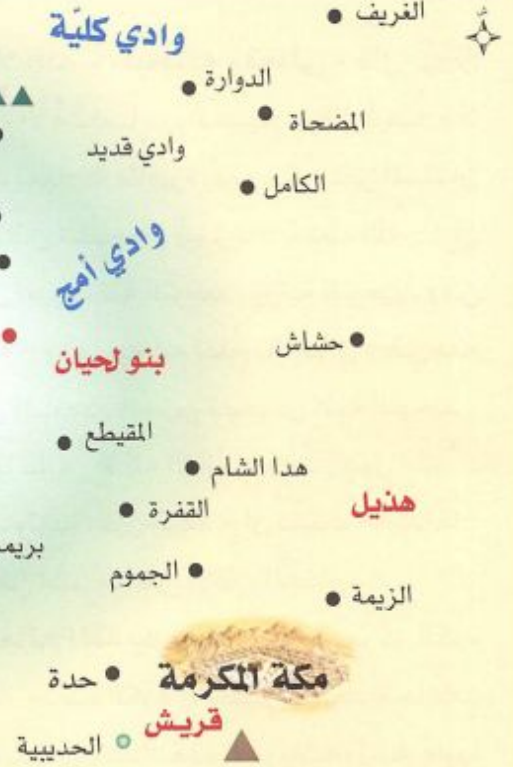 الغريف
وادي كليّة
الدوارة
المضحاة
وادي قديد
الكامل
وادي أمج
حشاش
بنو لحيان
المقيطع
هدا الشام
هذيل
القفرة
الجموم
الزيمة
مكة المكرمة
حدة
قريش
الحديبية